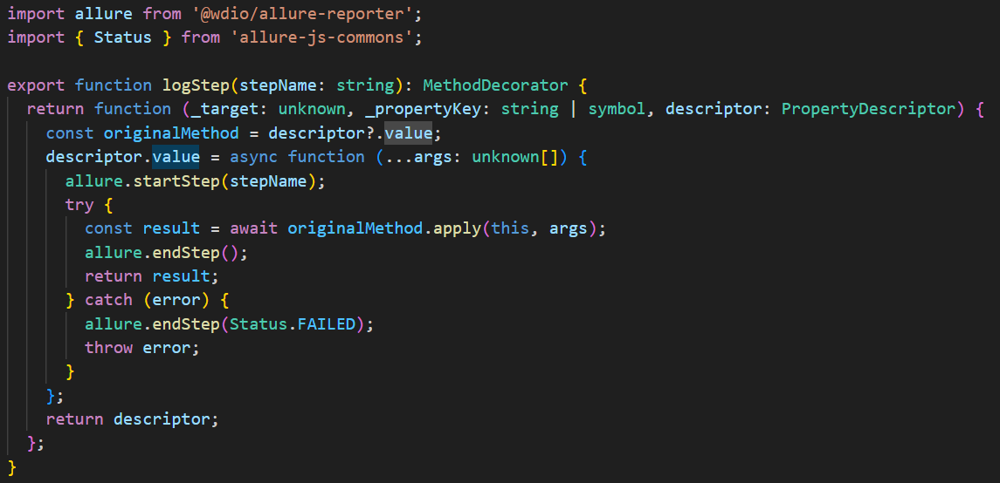 import allure from '@wdio/allure-reporter';
import { Status } from 'allure-js-commons';
export function logStep(stepName: string): MethodDecorator {
return function (_target: unknown, _propertyKey: string | symbol, descriptor: PropertyDescriptor) {
const originalMethod = descriptor?.value;
descriptor.value = async function (...args: unknown[]) {
allure.startStep(stepName);
try {
const result = await originalMethod.apply(this, args);
allure.endStep();
return result;
} catch (error) {
allure.endStep(Status.FAILED);
throw error;
}
};
return descriptor;
};
}